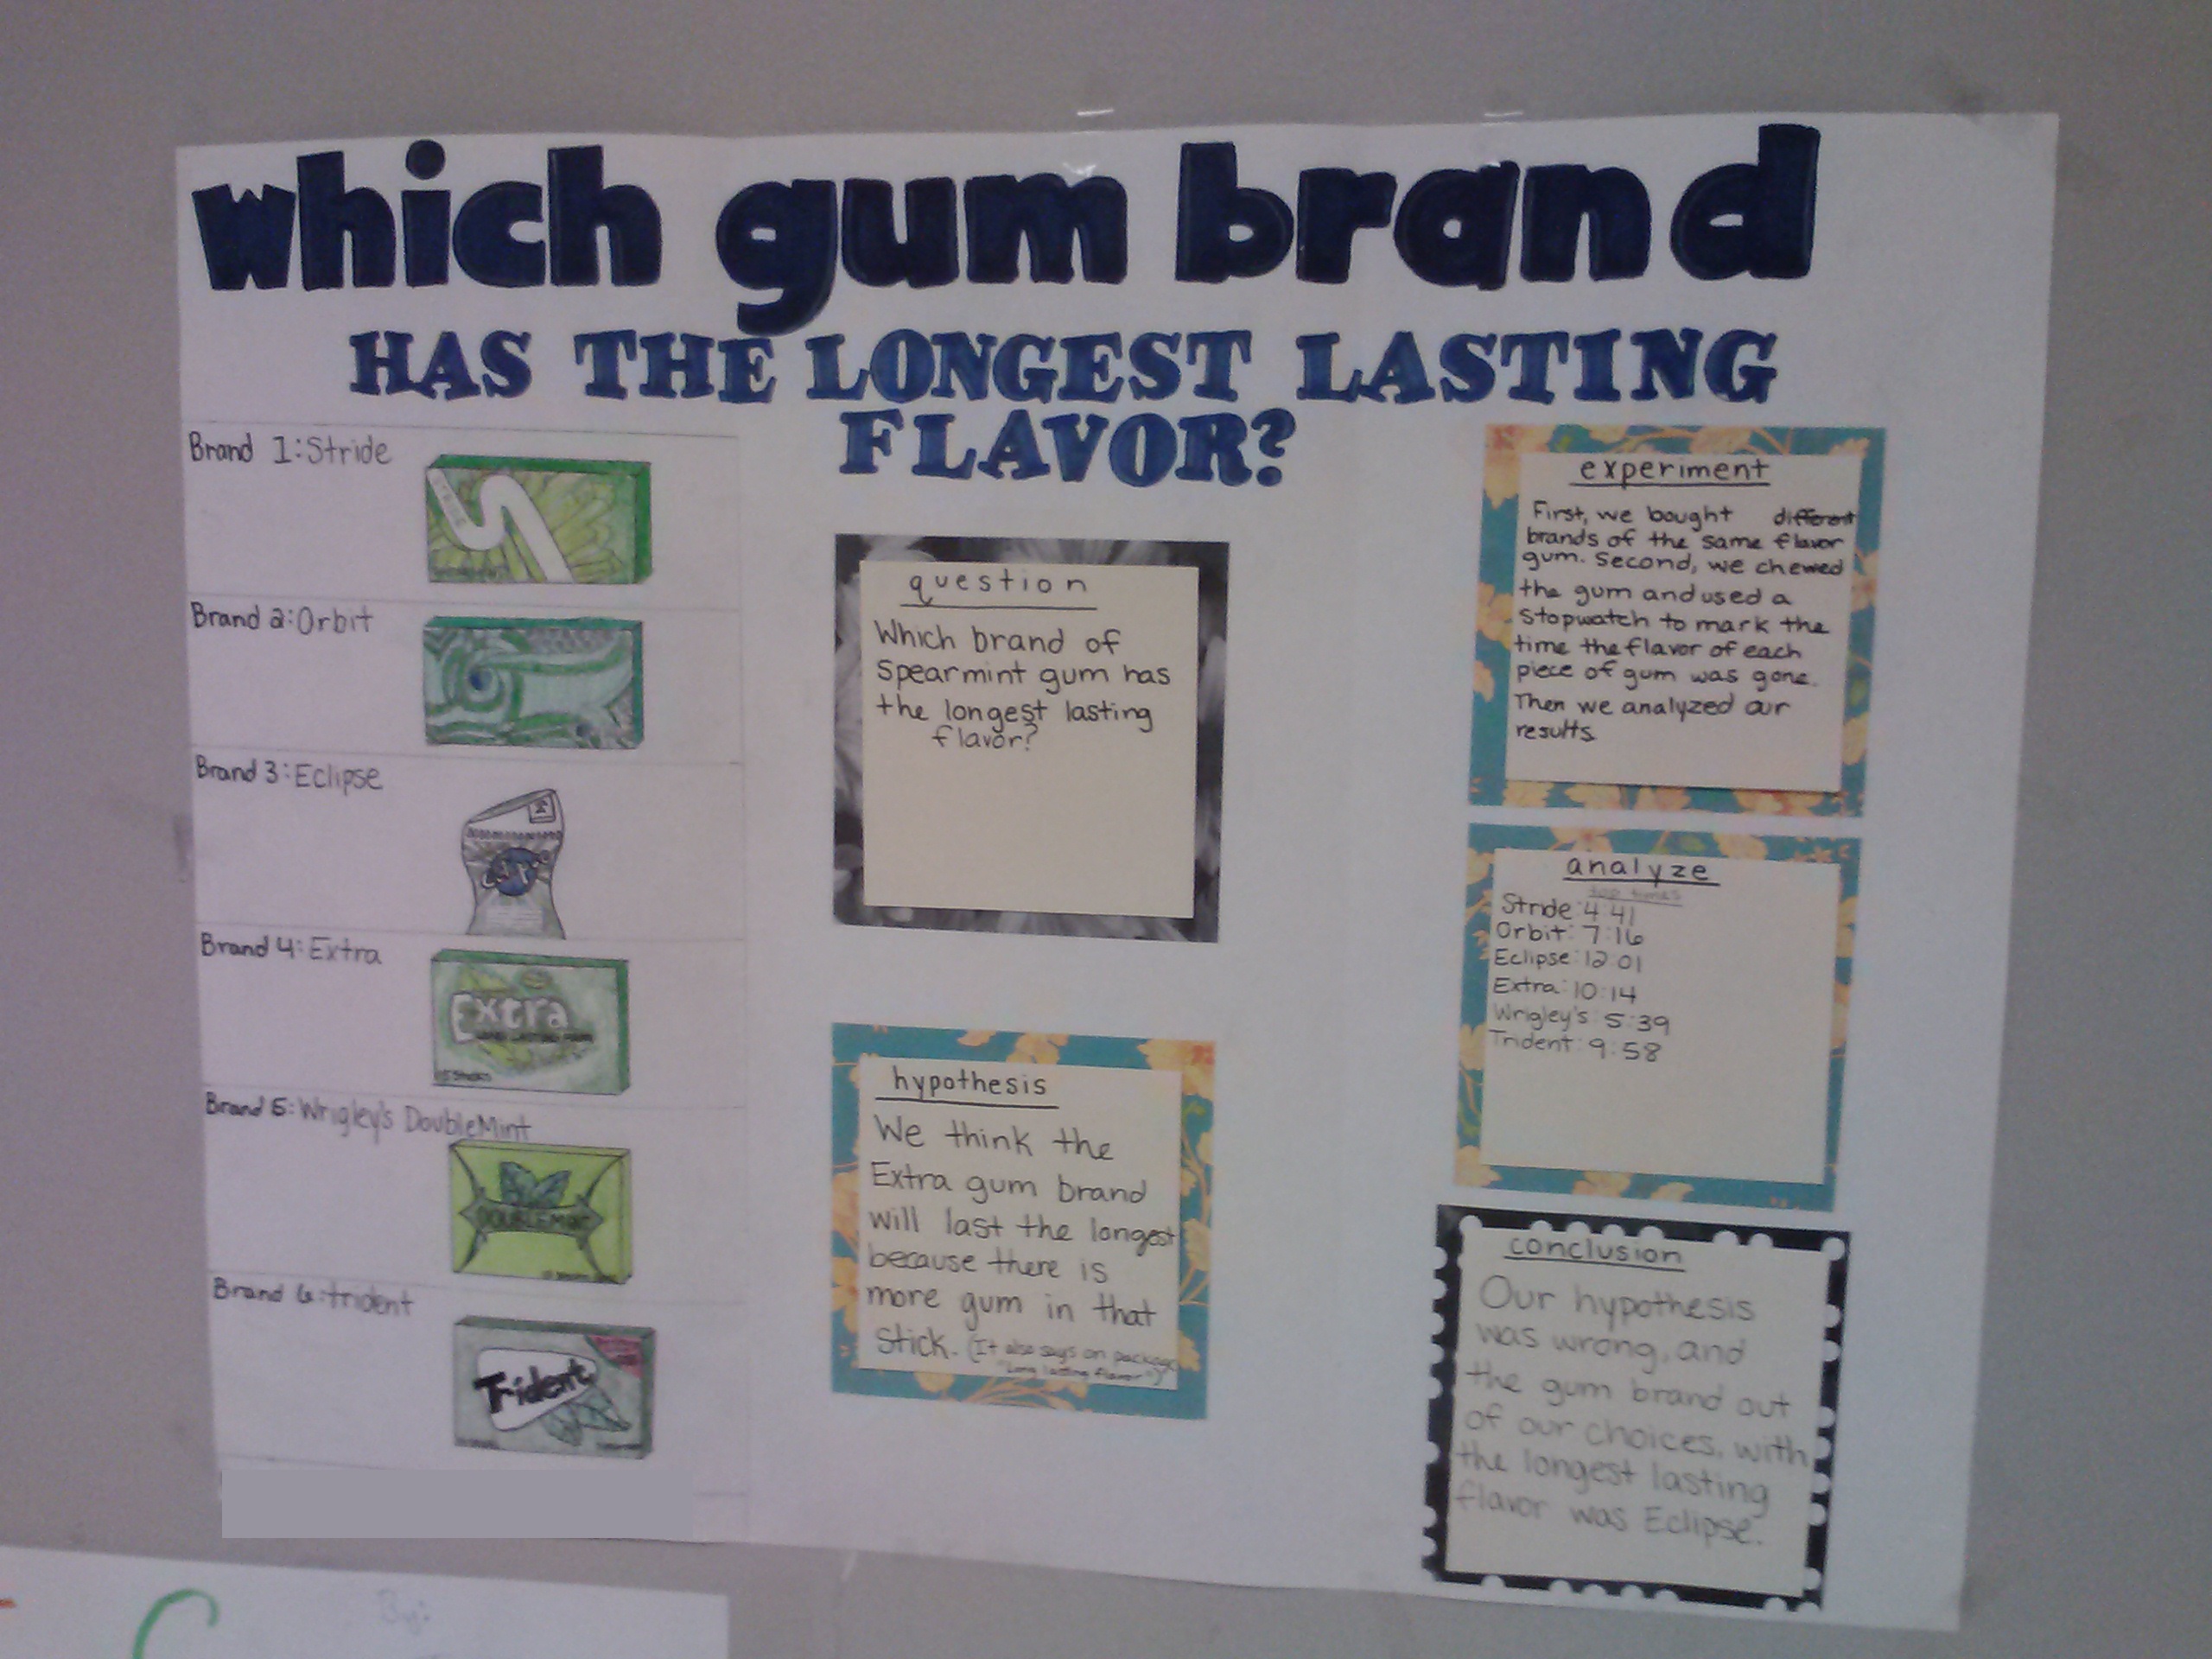 which gum brand
HAS THE LONGEST LASTING
FLAVOR?
Brand 1: Stride
Brand 2: Orbit
Brand 3: Eclipse
Brand 4: Extra
Extra
Brand 5: Wrigley's DoubleMint
DOUBLEMINT
Brand 6: trident
Trident
question
Which brand of
spearmint gum has
the longest lasting
flavor?
hypothesis
We think the
Extra gum brand
will last the longest
because there is
more gum in that
stick. (It also says on package
"Long lasting flavor")
experiment
First, we bought different
brands of the same flavor
gum. Second, we chewed
the gum and used a
Stopwatch to mark the
time the flavor of each
piece of gum was gone.
Then we analyzed our
results.
analyze
Stride: 4:41
Orbit: 7:16
Eclipse: 12:01
Extra: 10:14
Wrigley's: 5:39
Trident: 9:58
conclusion
Our hypothesis
was wrong, and
the gum brand out
of our choices, with
the longest lasting
flavor was Eclipse.
By: